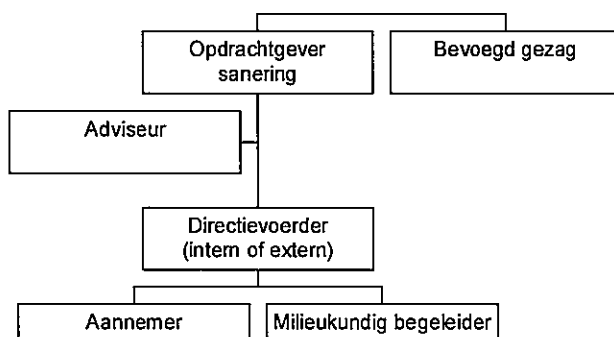 Opdrachtgever
sanering
Bevoegd gezag
Adviseur
Directievoerder
(intern of extern)
Aannemer
Milieukundig begeleider